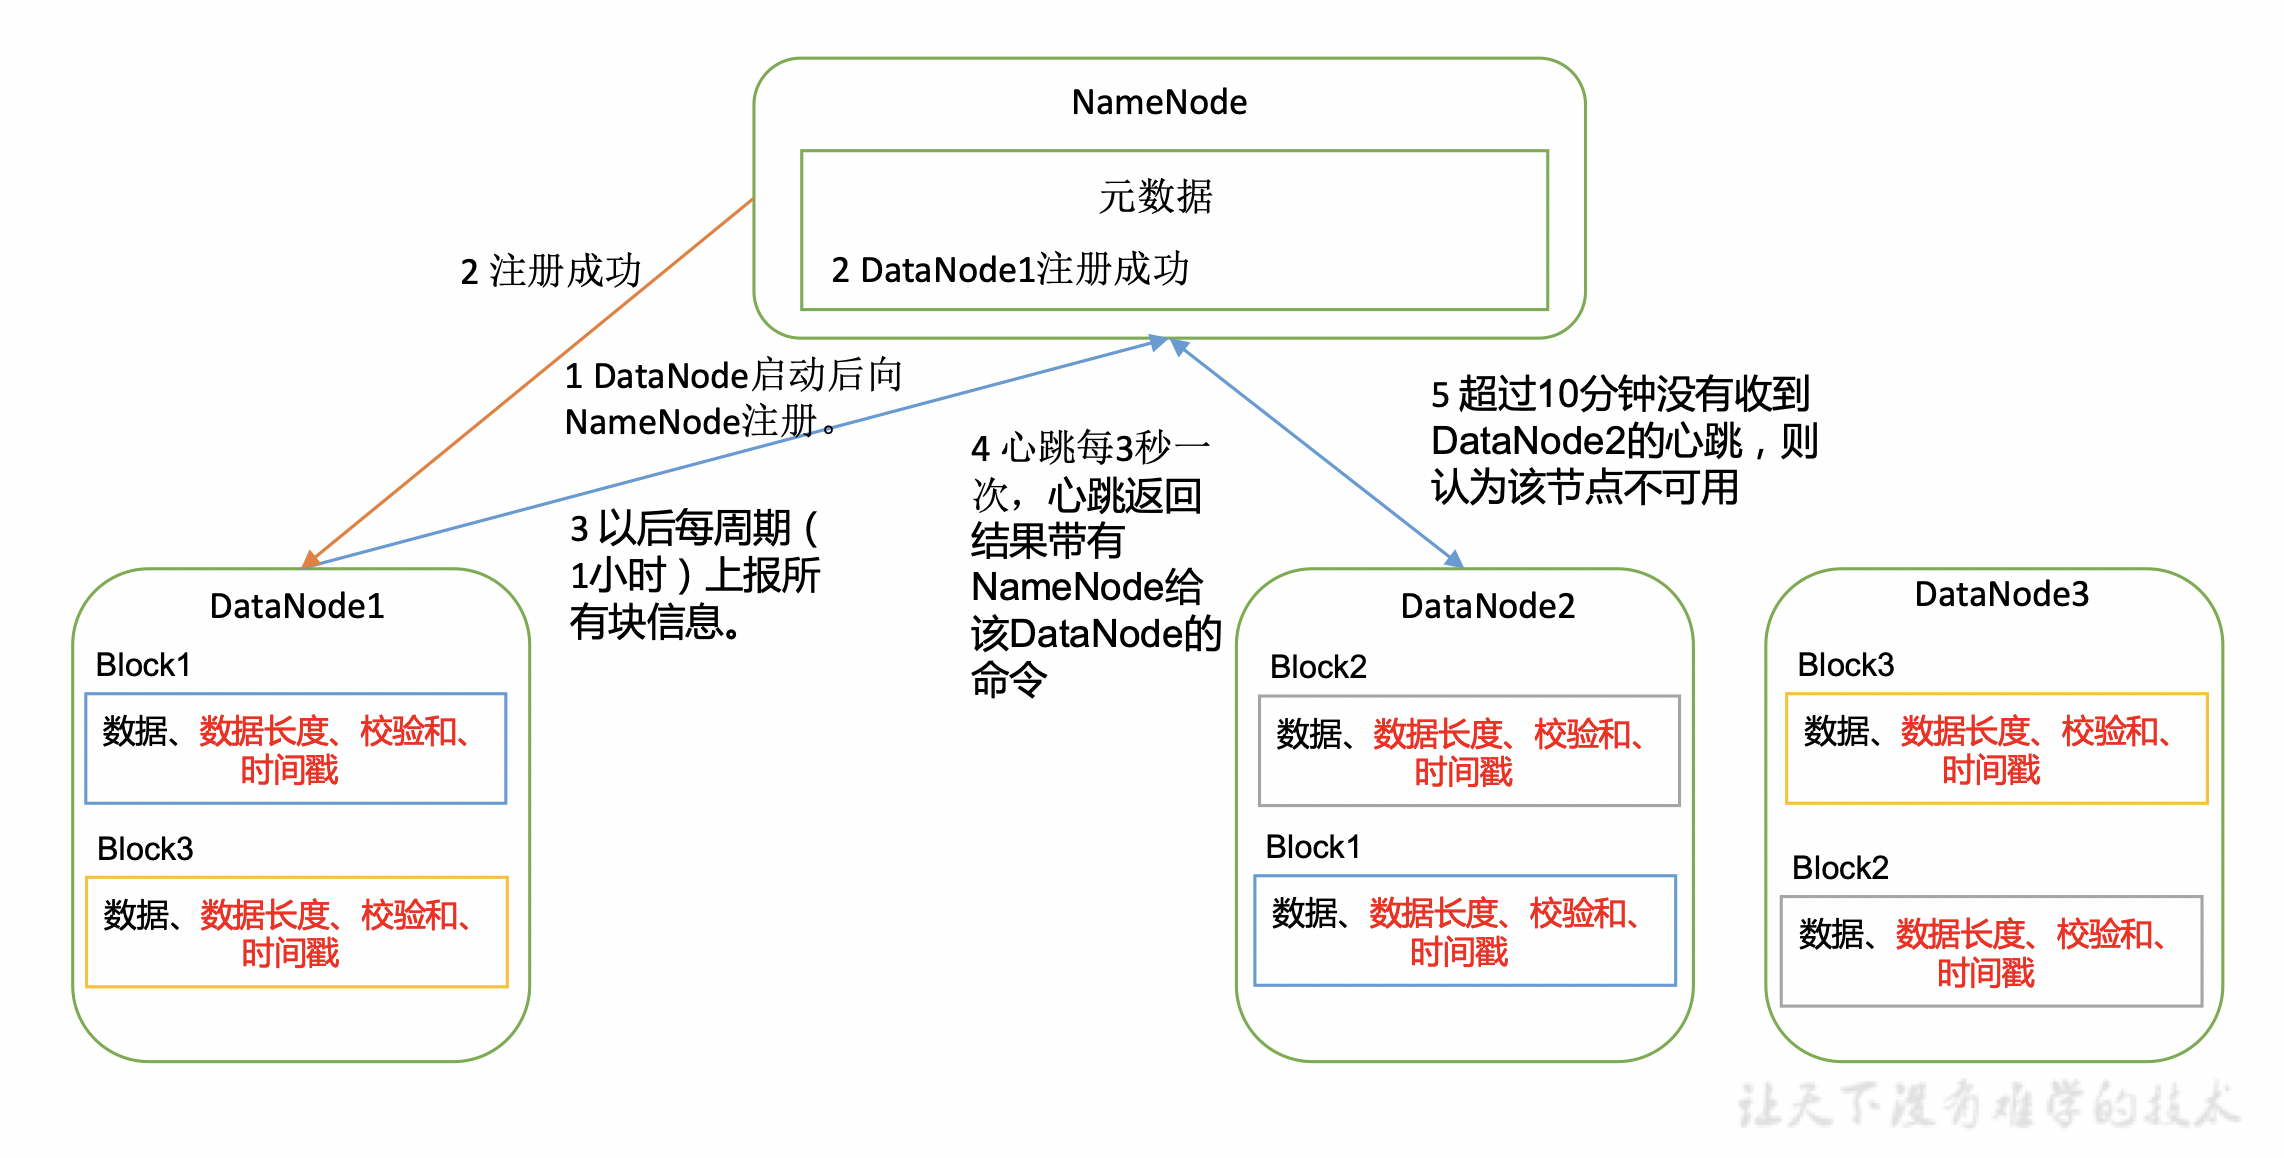 NameNode
元数据
2 DataNode1注册成功
2 注册成功
1 DataNode启动后向
NameNode注册。
3 以后每周期（
1小时）上报所
有块信息。
4 心跳每3秒一
次，心跳返回
结果带有
NameNode给
该DataNode的
命令
5 超过10分钟没有收到
DataNode2的心跳，则
认为该节点不可用
DataNode1
Block1
数据、数据长度、校验和、
时间戳
Block3
数据、数据长度、校验和、
时间戳
DataNode2
Block2
数据、数据长度、校验和、
时间戳
Block1
数据、数据长度、校验和、
时间戳
DataNode3
Block3
数据、数据长度、校验和、
时间戳
Block2
数据、数据长度、校验和、
时间戳
让天下没有难学的技术